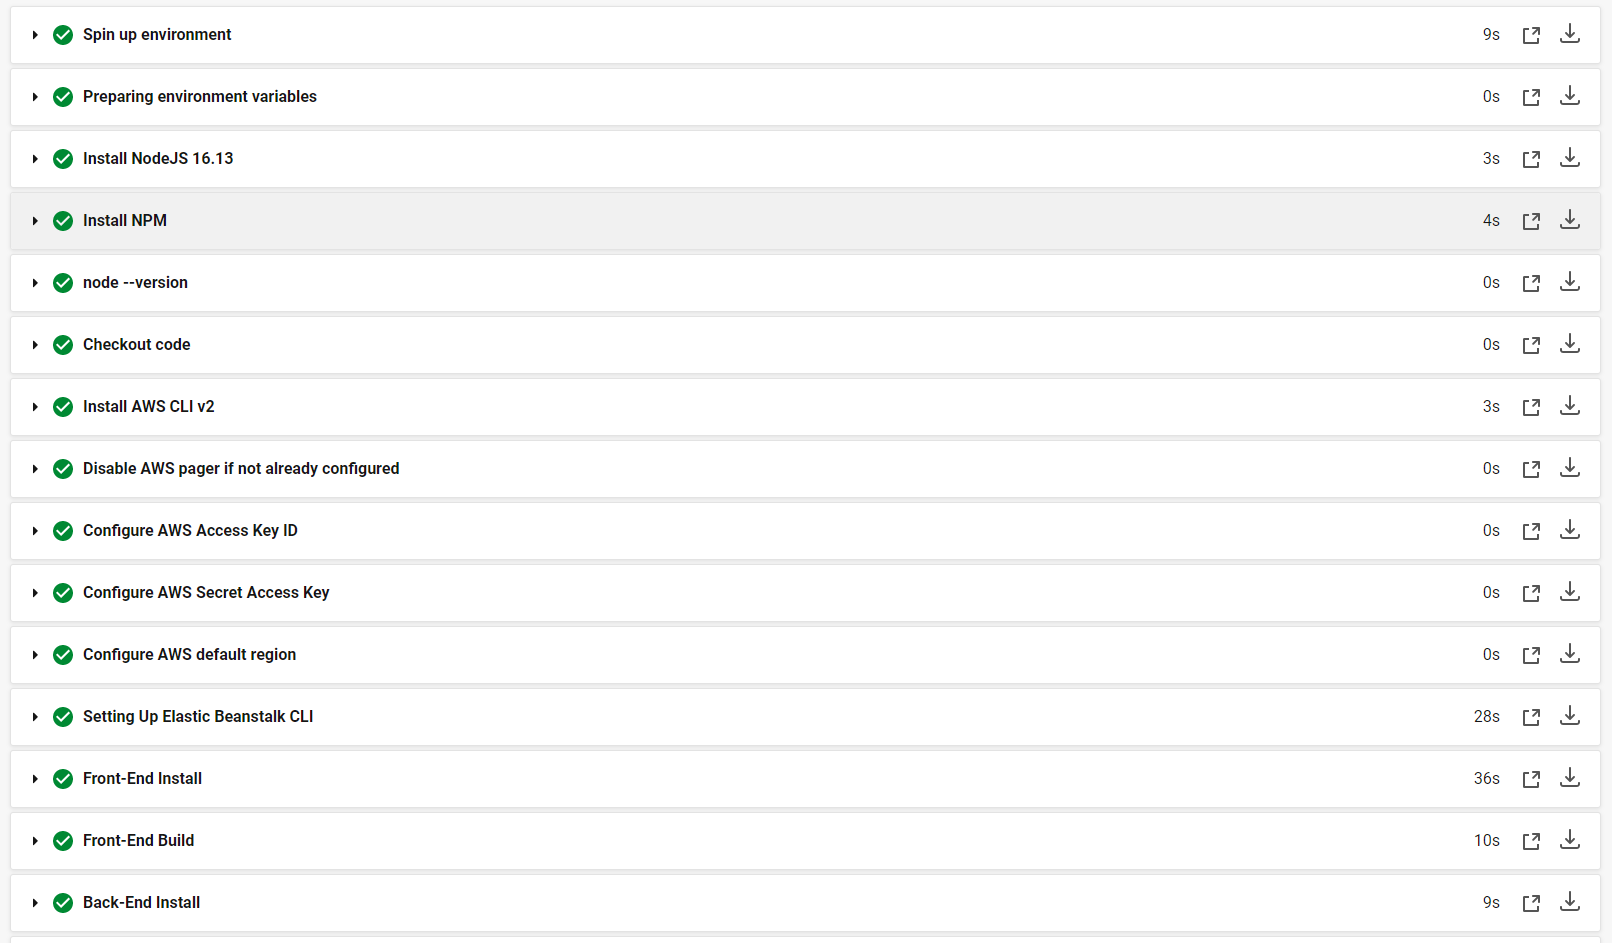 Spin up environment 9s
Preparing environment variables 0s
Install NodeJS 16.13 3s
Install NPM 4s
node --version 0s
Checkout code 0s
Install AWS CLI v2 3s
Disable AWS pager if not already configured 0s
Configure AWS Access Key ID 0s
Configure AWS Secret Access Key 0s
Configure AWS default region 0s
Setting Up Elastic Beanstalk CLI 28s
Front-End Install 36s
Front-End Build 10s
Back-End Install 9s